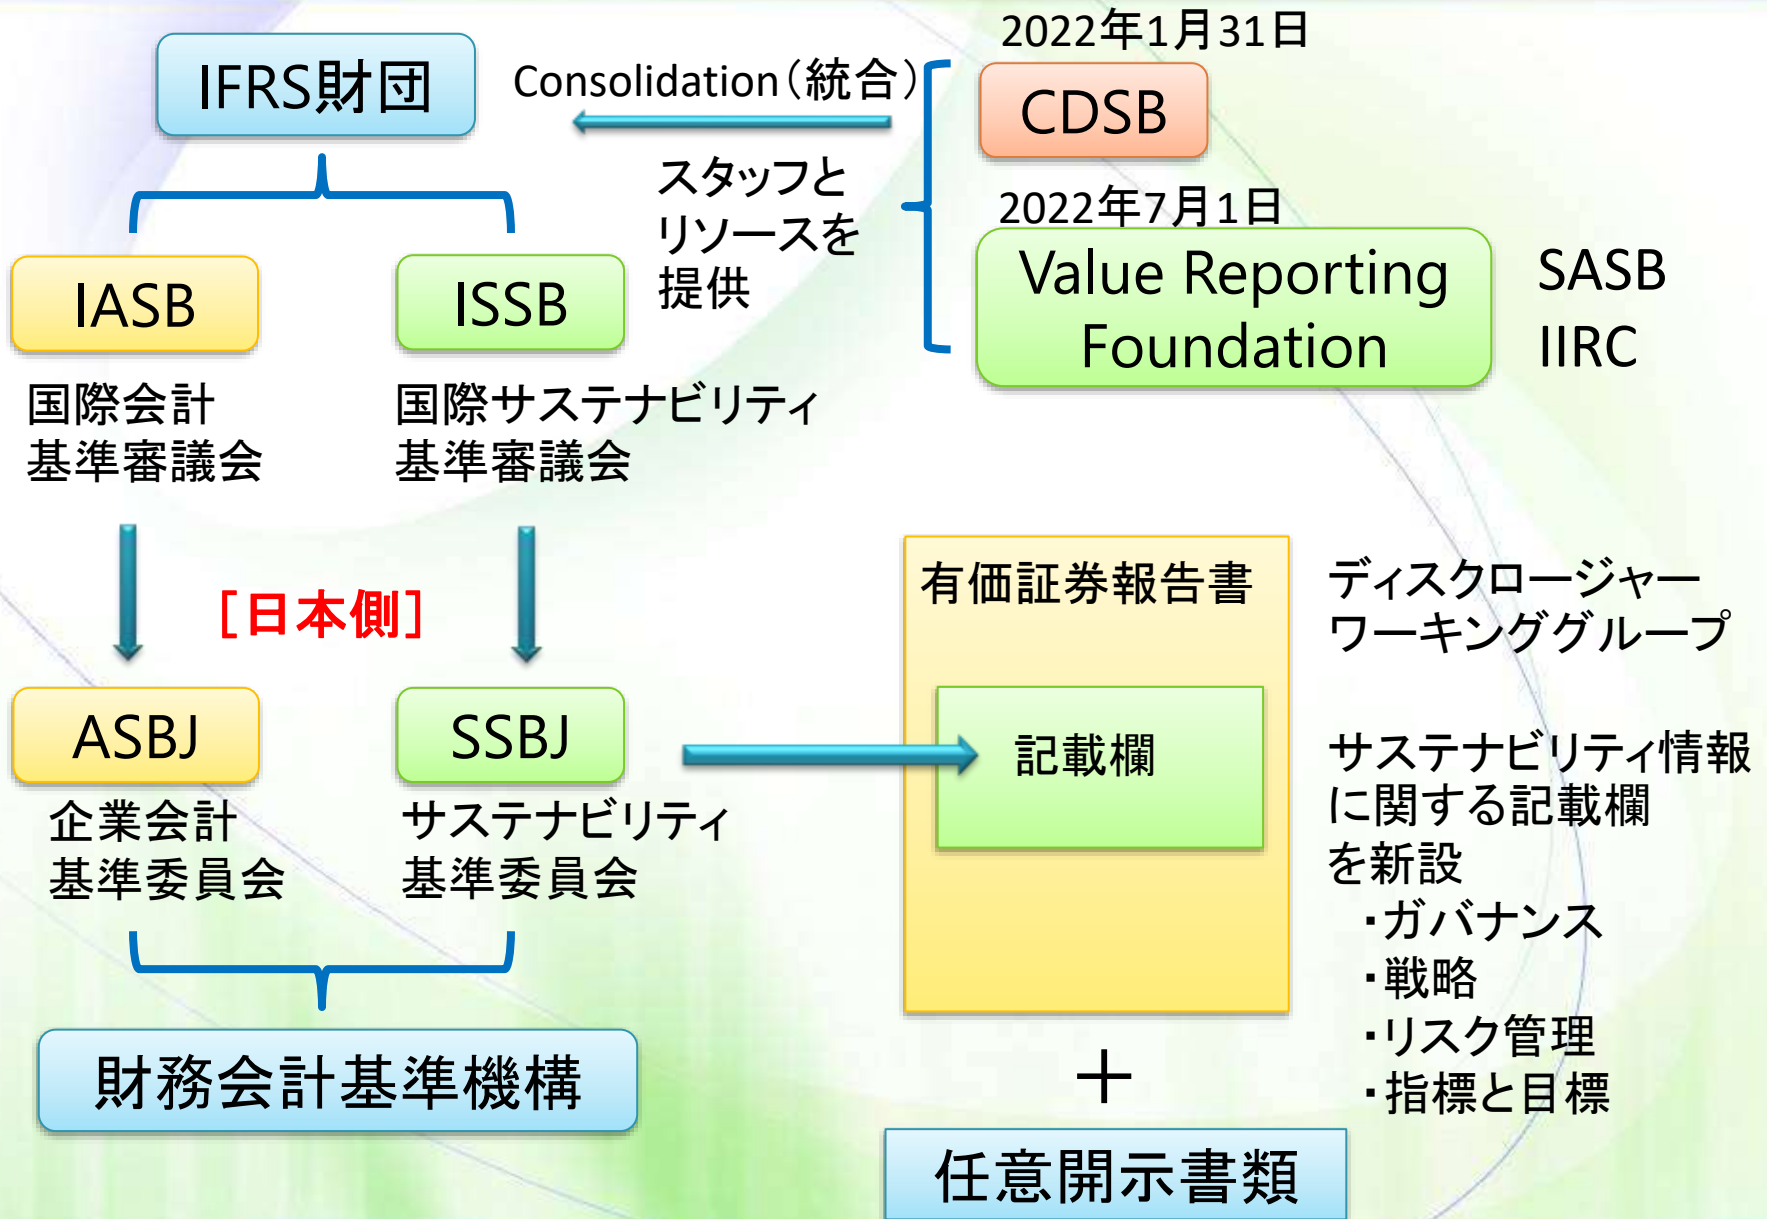 2022年1月31日
IFRS財団
Consolidation（統合）
CDSB
スタッフと
リソースを
提供
2022年7月1日
Value Reporting
Foundation
SASB
IIRC
IASB
ISSB
国際会計
基準審議会
国際サステナビリティ
基準審議会
［日本側］
ASBJ
SSBJ
企業会計
基準委員会
サステナビリティ
基準委員会
財務会計基準機構
有価証券報告書
記載欄
＋
任意開示書類
ディスクロージャー
ワーキンググループ
サステナビリティ情報
に関する記載欄
を新設
・ガバナンス
・戦略
・リスク管理
・指標と目標